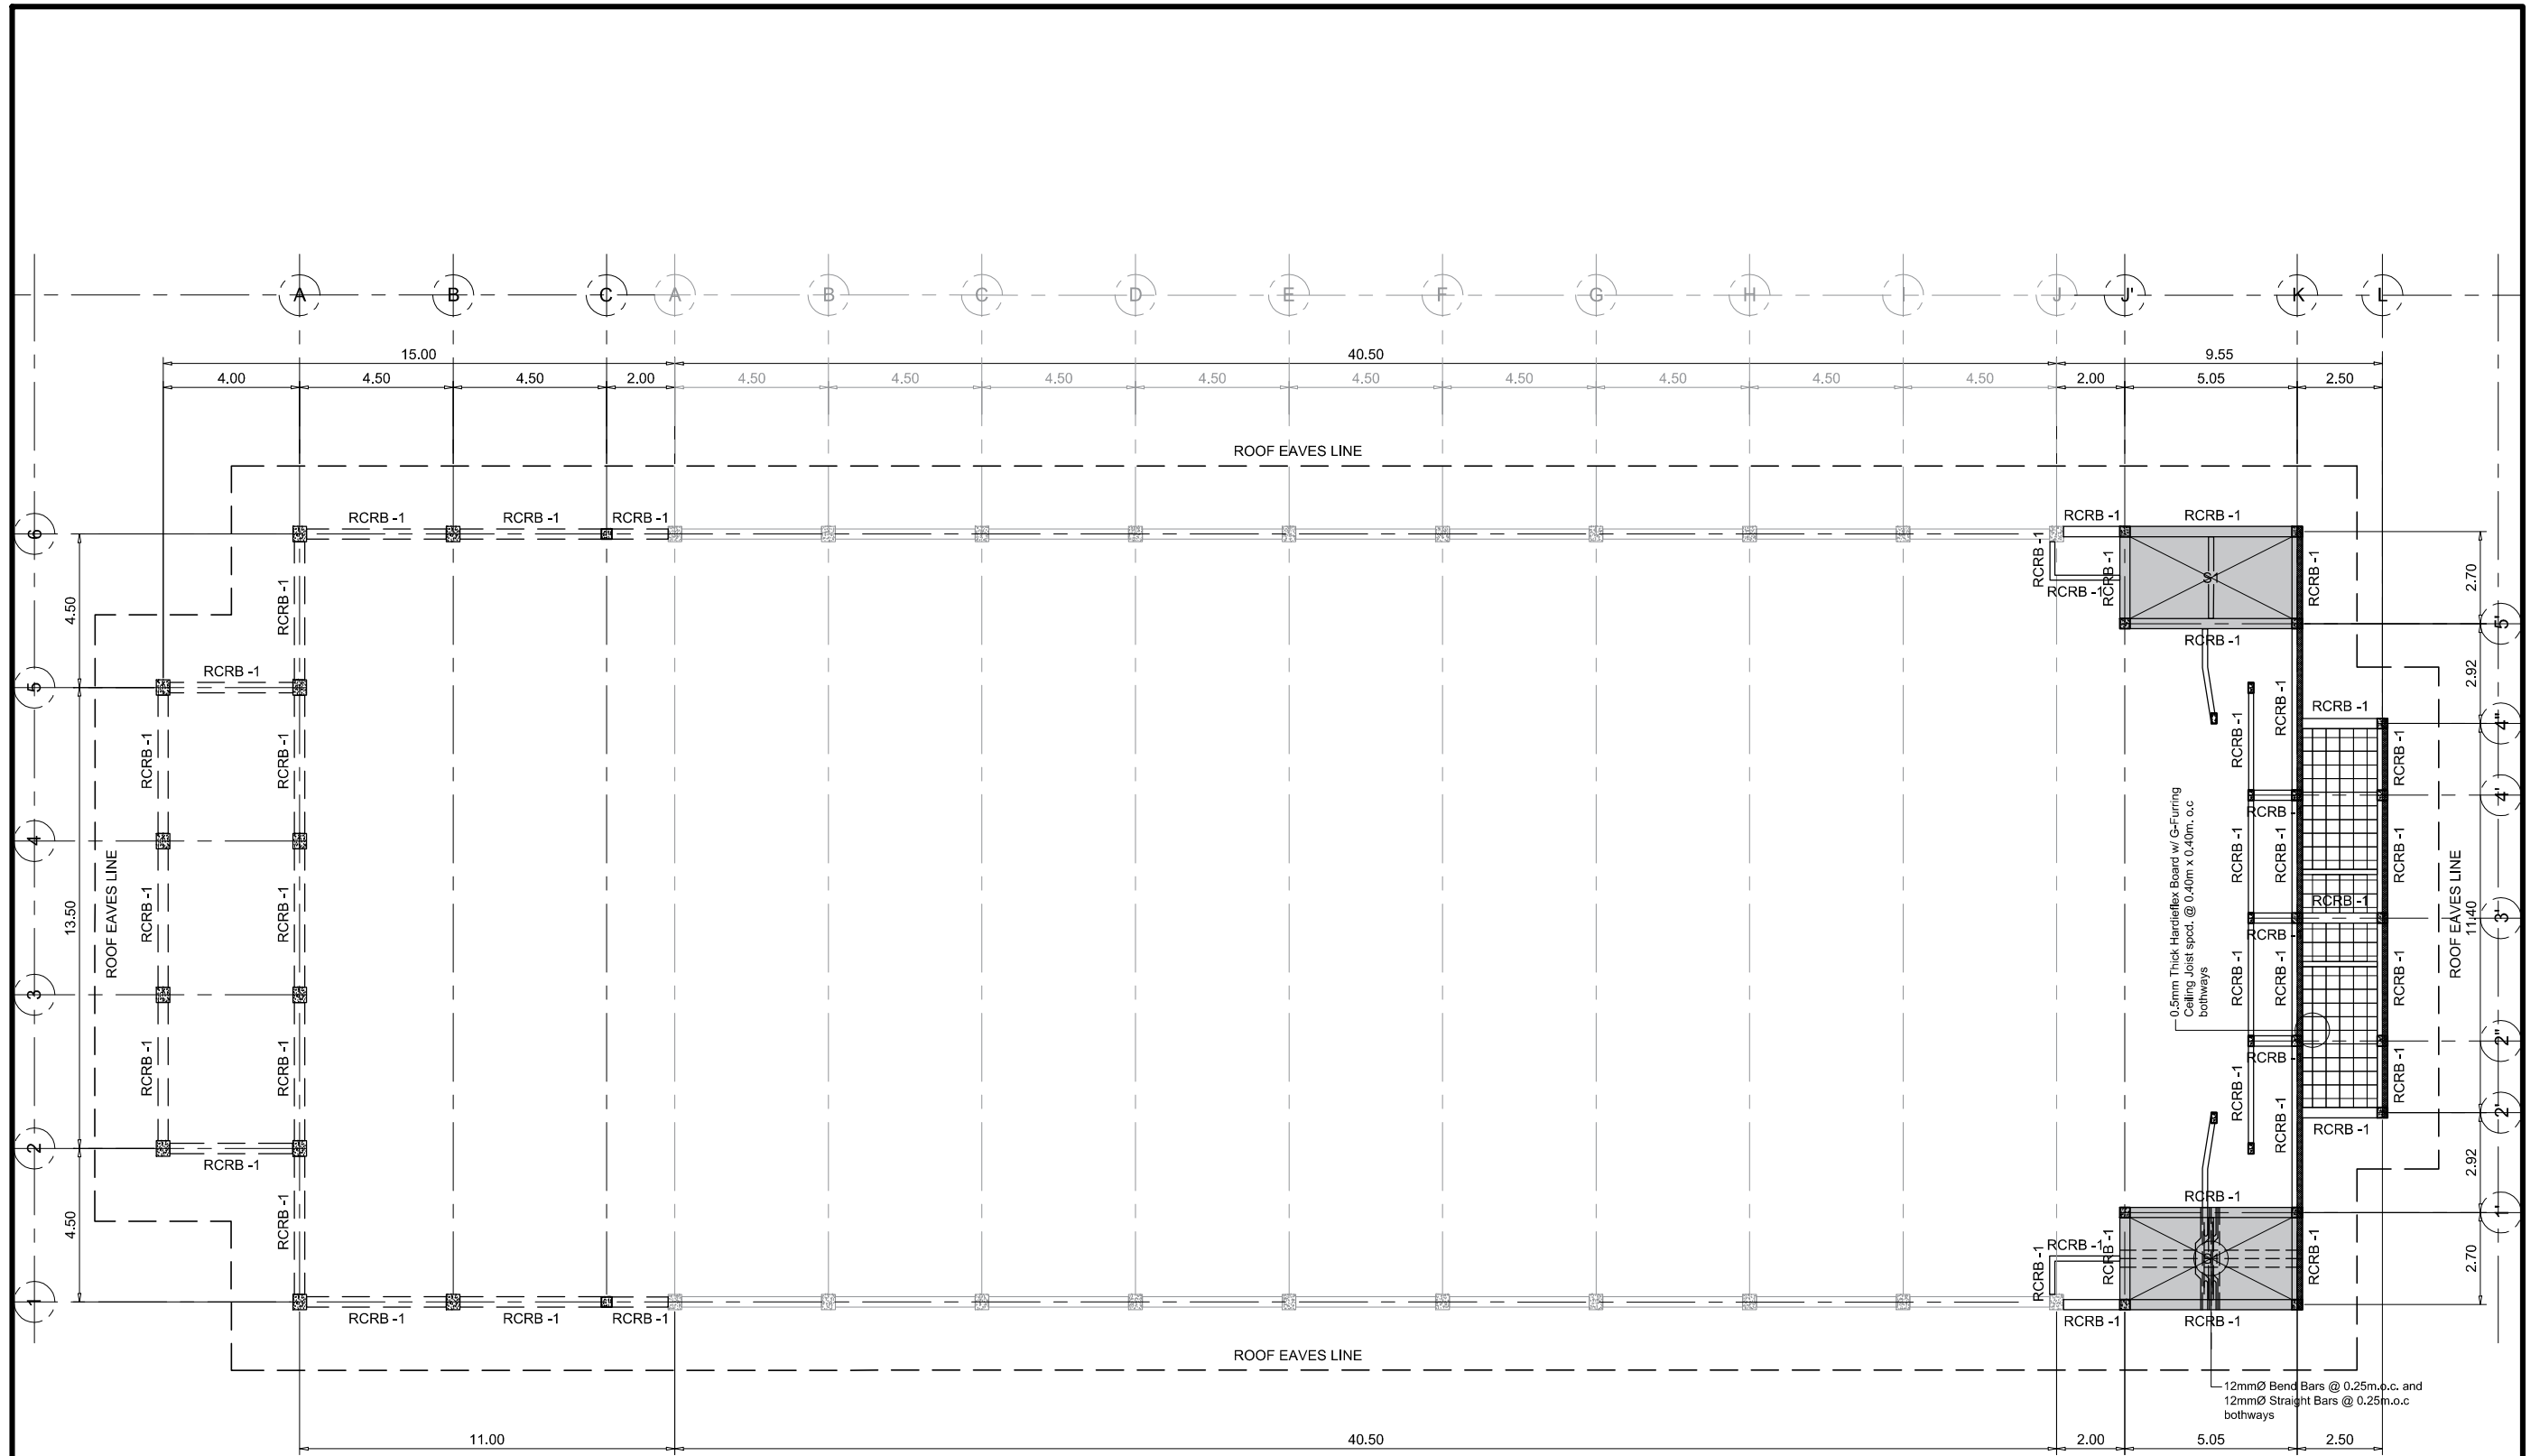 A B C A B C D E F G H I J J' K L
15.00 40.50 9.55
4.00 4.50 4.50 2.00 4.50 4.50 4.50 4.50 4.50 4.50 4.50 4.50 4.50 2.00 5.05 2.50
ROOF EAVES LINE
6
RCRB -1 RCRB -1 RCRB -1 RCRB -1 RCRB -1
RCRB -1
4.50
RCRB -1
RCRB -1
RCRB -1
S1
RCRB -1
RCRB -1
2.70
5'
5
RCRB -1
2.92
RCRB -1
RCRB -1
RCRB -1
RCRB -1
RCRB -1
RCRB -1
4"
4'
RCRB -
4
ROOF EAVES LINE
13.50
RCRB -1
RCRB -1
0.5mm Thick Hardieflex Board w/ G-Furring
Ceiling Joist spcd. @ 0.40m x 0.40m. o.c
bothways
RCRB -1
RCRB -1
RCRB -1
RCRB -1
RCRB -
ROOF EAVES LINE
11.40
3'
3
RCRB -1
RCRB -1
RCRB -1
RCRB -1
RCRB -1
RCRB -
2"
RCRB -1
RCRB -1
RCRB -1
RCRB -1
2'
2
RCRB -1
2.92
RCRB -1
4.50
RCRB -1
RCRB -1
1'
RCRB -1
RCRB -1
RCRB -1
RCRB -1
2.70
1
RCRB -1 RCRB -1 RCRB -1 RCRB -1 RCRB -1
ROOF EAVES LINE
12mmØ Bend Bars @ 0.25m.o.c. and
12mmØ Straight Bars @ 0.25m.o.c
bothways
11.00 40.50 2.00 5.05 2.50